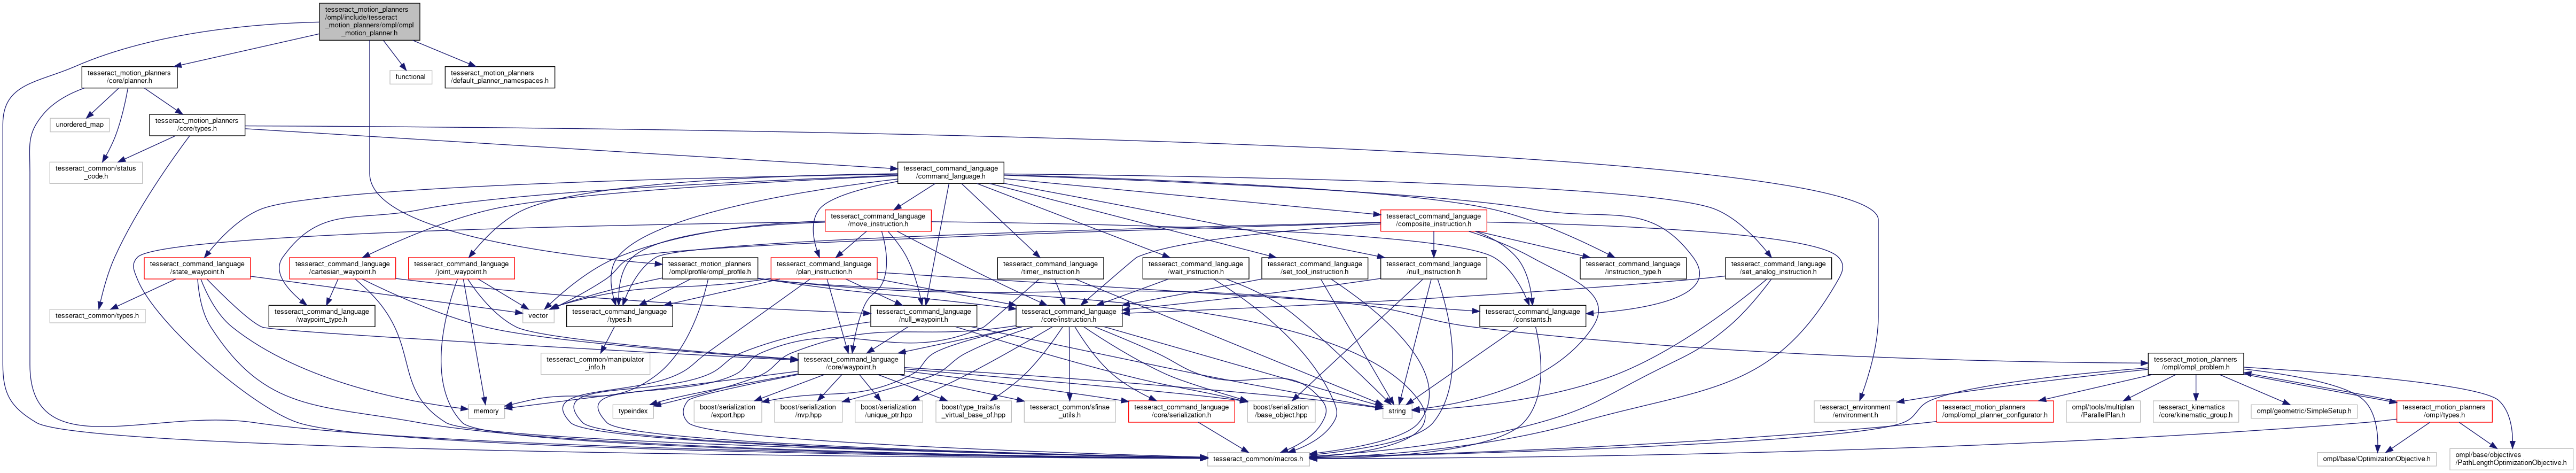 tesseract_motion_planners
/ompl/include/tesseract
_motion_planners/ompl/ompl
_motion_planner.h
tesseract_motion_planners
/core/planner.h
functional
tesseract_motion_planners
/default_planner_namespaces.h
unordered_map
tesseract_motion_planners
/core/types.h
tesseract_common/status
_code.h
tesseract_command_language
/command_language.h
tesseract_command_language
/move_instruction.h
tesseract_command_language
/composite_instruction.h
tesseract_command_language
/state_waypoint.h
tesseract_command_language
/cartesian_waypoint.h
tesseract_command_language
/joint_waypoint.h
tesseract_motion_planners
/ompl/profile/ompl_profile.h
tesseract_command_language
/plan_instruction.h
tesseract_command_language
/timer_instruction.h
tesseract_command_language
/wait_instruction.h
tesseract_command_language
/set_tool_instruction.h
tesseract_command_language
/null_instruction.h
tesseract_command_language
/instruction_type.h
tesseract_command_language
/set_analog_instruction.h
tesseract_common/types.h
tesseract_command_language
/waypoint_type.h
vector
tesseract_command_language
/types.h
tesseract_command_language
/null_waypoint.h
tesseract_command_language
/core/instruction.h
tesseract_command_language
/constants.h
tesseract_common/manipulator
_info.h
tesseract_command_language
/core/waypoint.h
tesseract_motion_planners
/ompl/ompl_problem.h
memory
typeindex
boost/serialization
/export.hpp
boost/serialization
/nvp.hpp
boost/serialization
/unique_ptr.hpp
boost/type_traits/is
_virtual_base_of.hpp
tesseract_common/sfinae
_utils.h
tesseract_command_language
/core/serialization.h
boost/serialization
/base_object.hpp
string
tesseract_environment
/environment.h
tesseract_motion_planners
/ompl/ompl_planner_configurator.h
ompl/tools/multiplan
/ParallelPlan.h
tesseract_kinematics
/core/kinematic_group.h
ompl/geometric/SimpleSetup.h
tesseract_motion_planners
/ompl/types.h
tesseract_common/macros.h
ompl/base/OptimizationObjective.h
ompl/base/objectives
/PathLengthOptimizationObjective.h